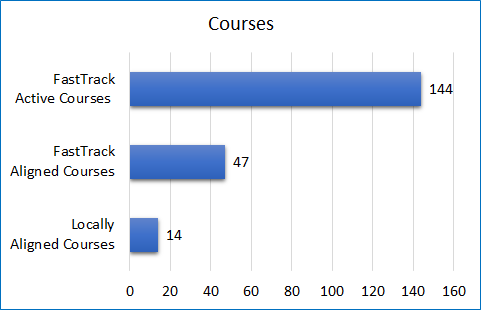 Courses
FastTrack
Active Courses
144
FastTrack
Aligned Courses
47
Locally
Aligned Courses
14
0 20 40 60 80 100 120 140 160